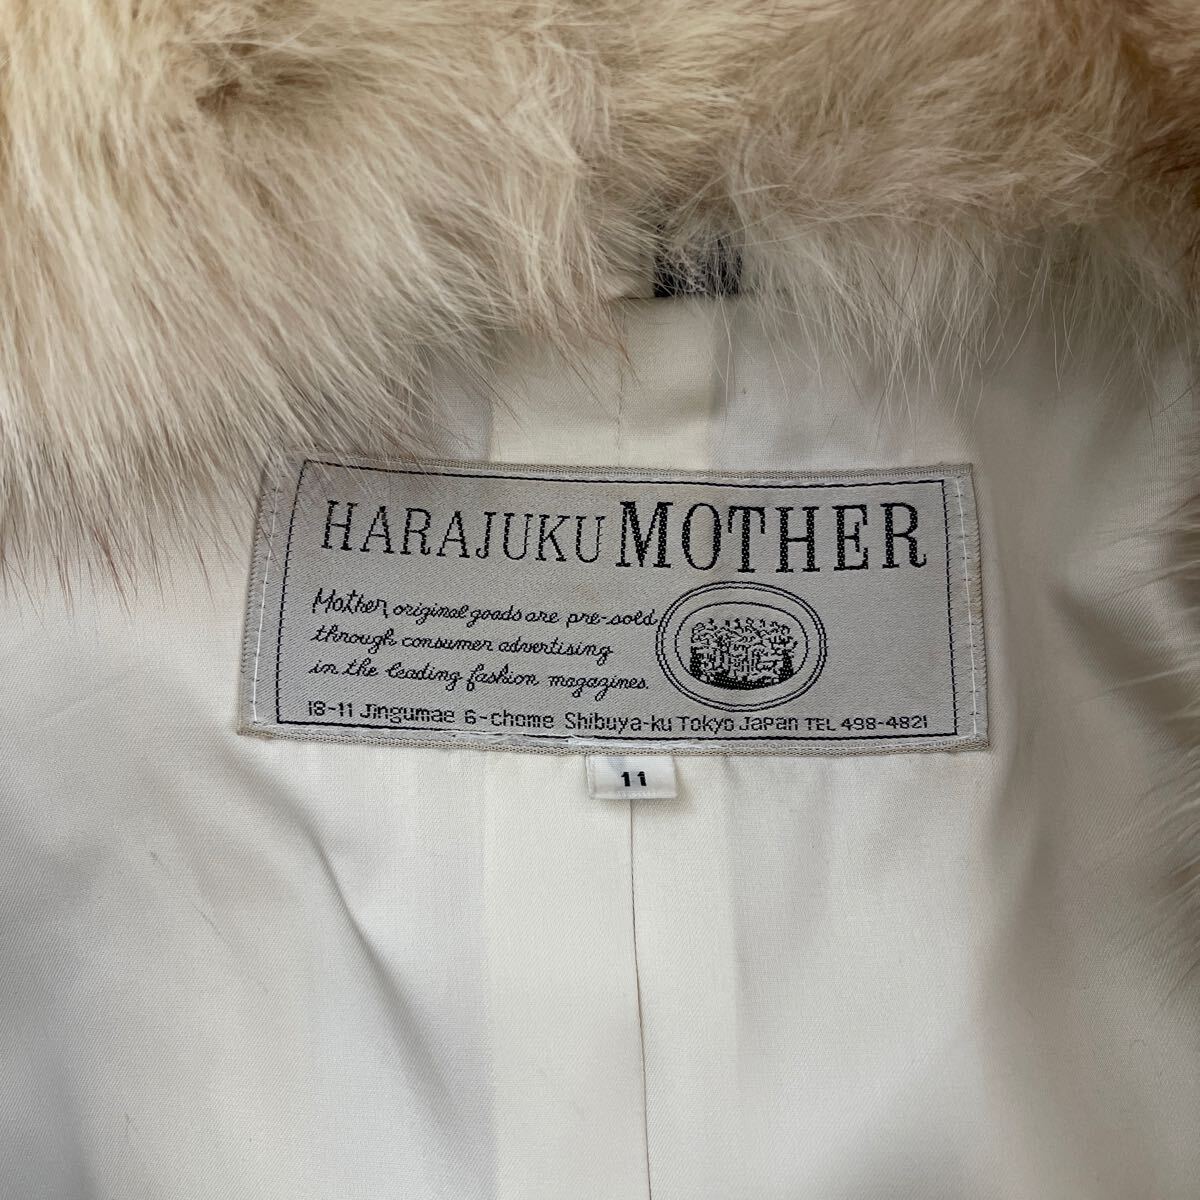 HARAJUKU MOTHER
Mother original goods are pre-sold
through consumer advertising
in the leading fashion magazines.
18-11 Jingumae 6-chome Shibuya-ku Tokyo Japan TEL 498-4821
11